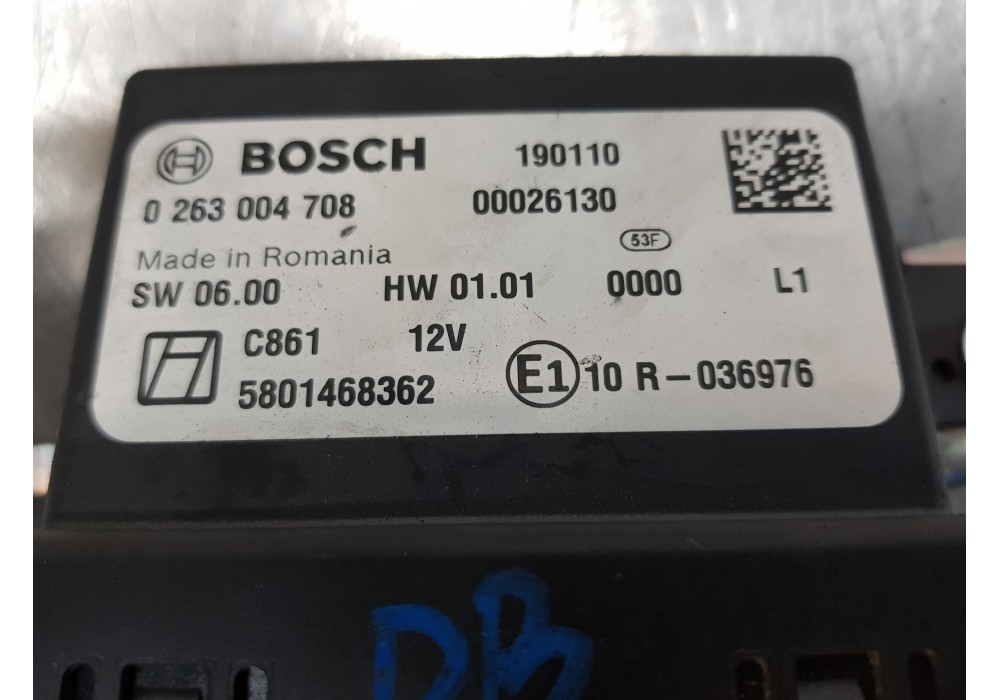 BOSCH 190110
0 263 004 708 00026130
53F
Made in Romania
SW 06.00 HW 01.01 0000 L1
C861 12V
5801468362 E1 10 R-036976
DB